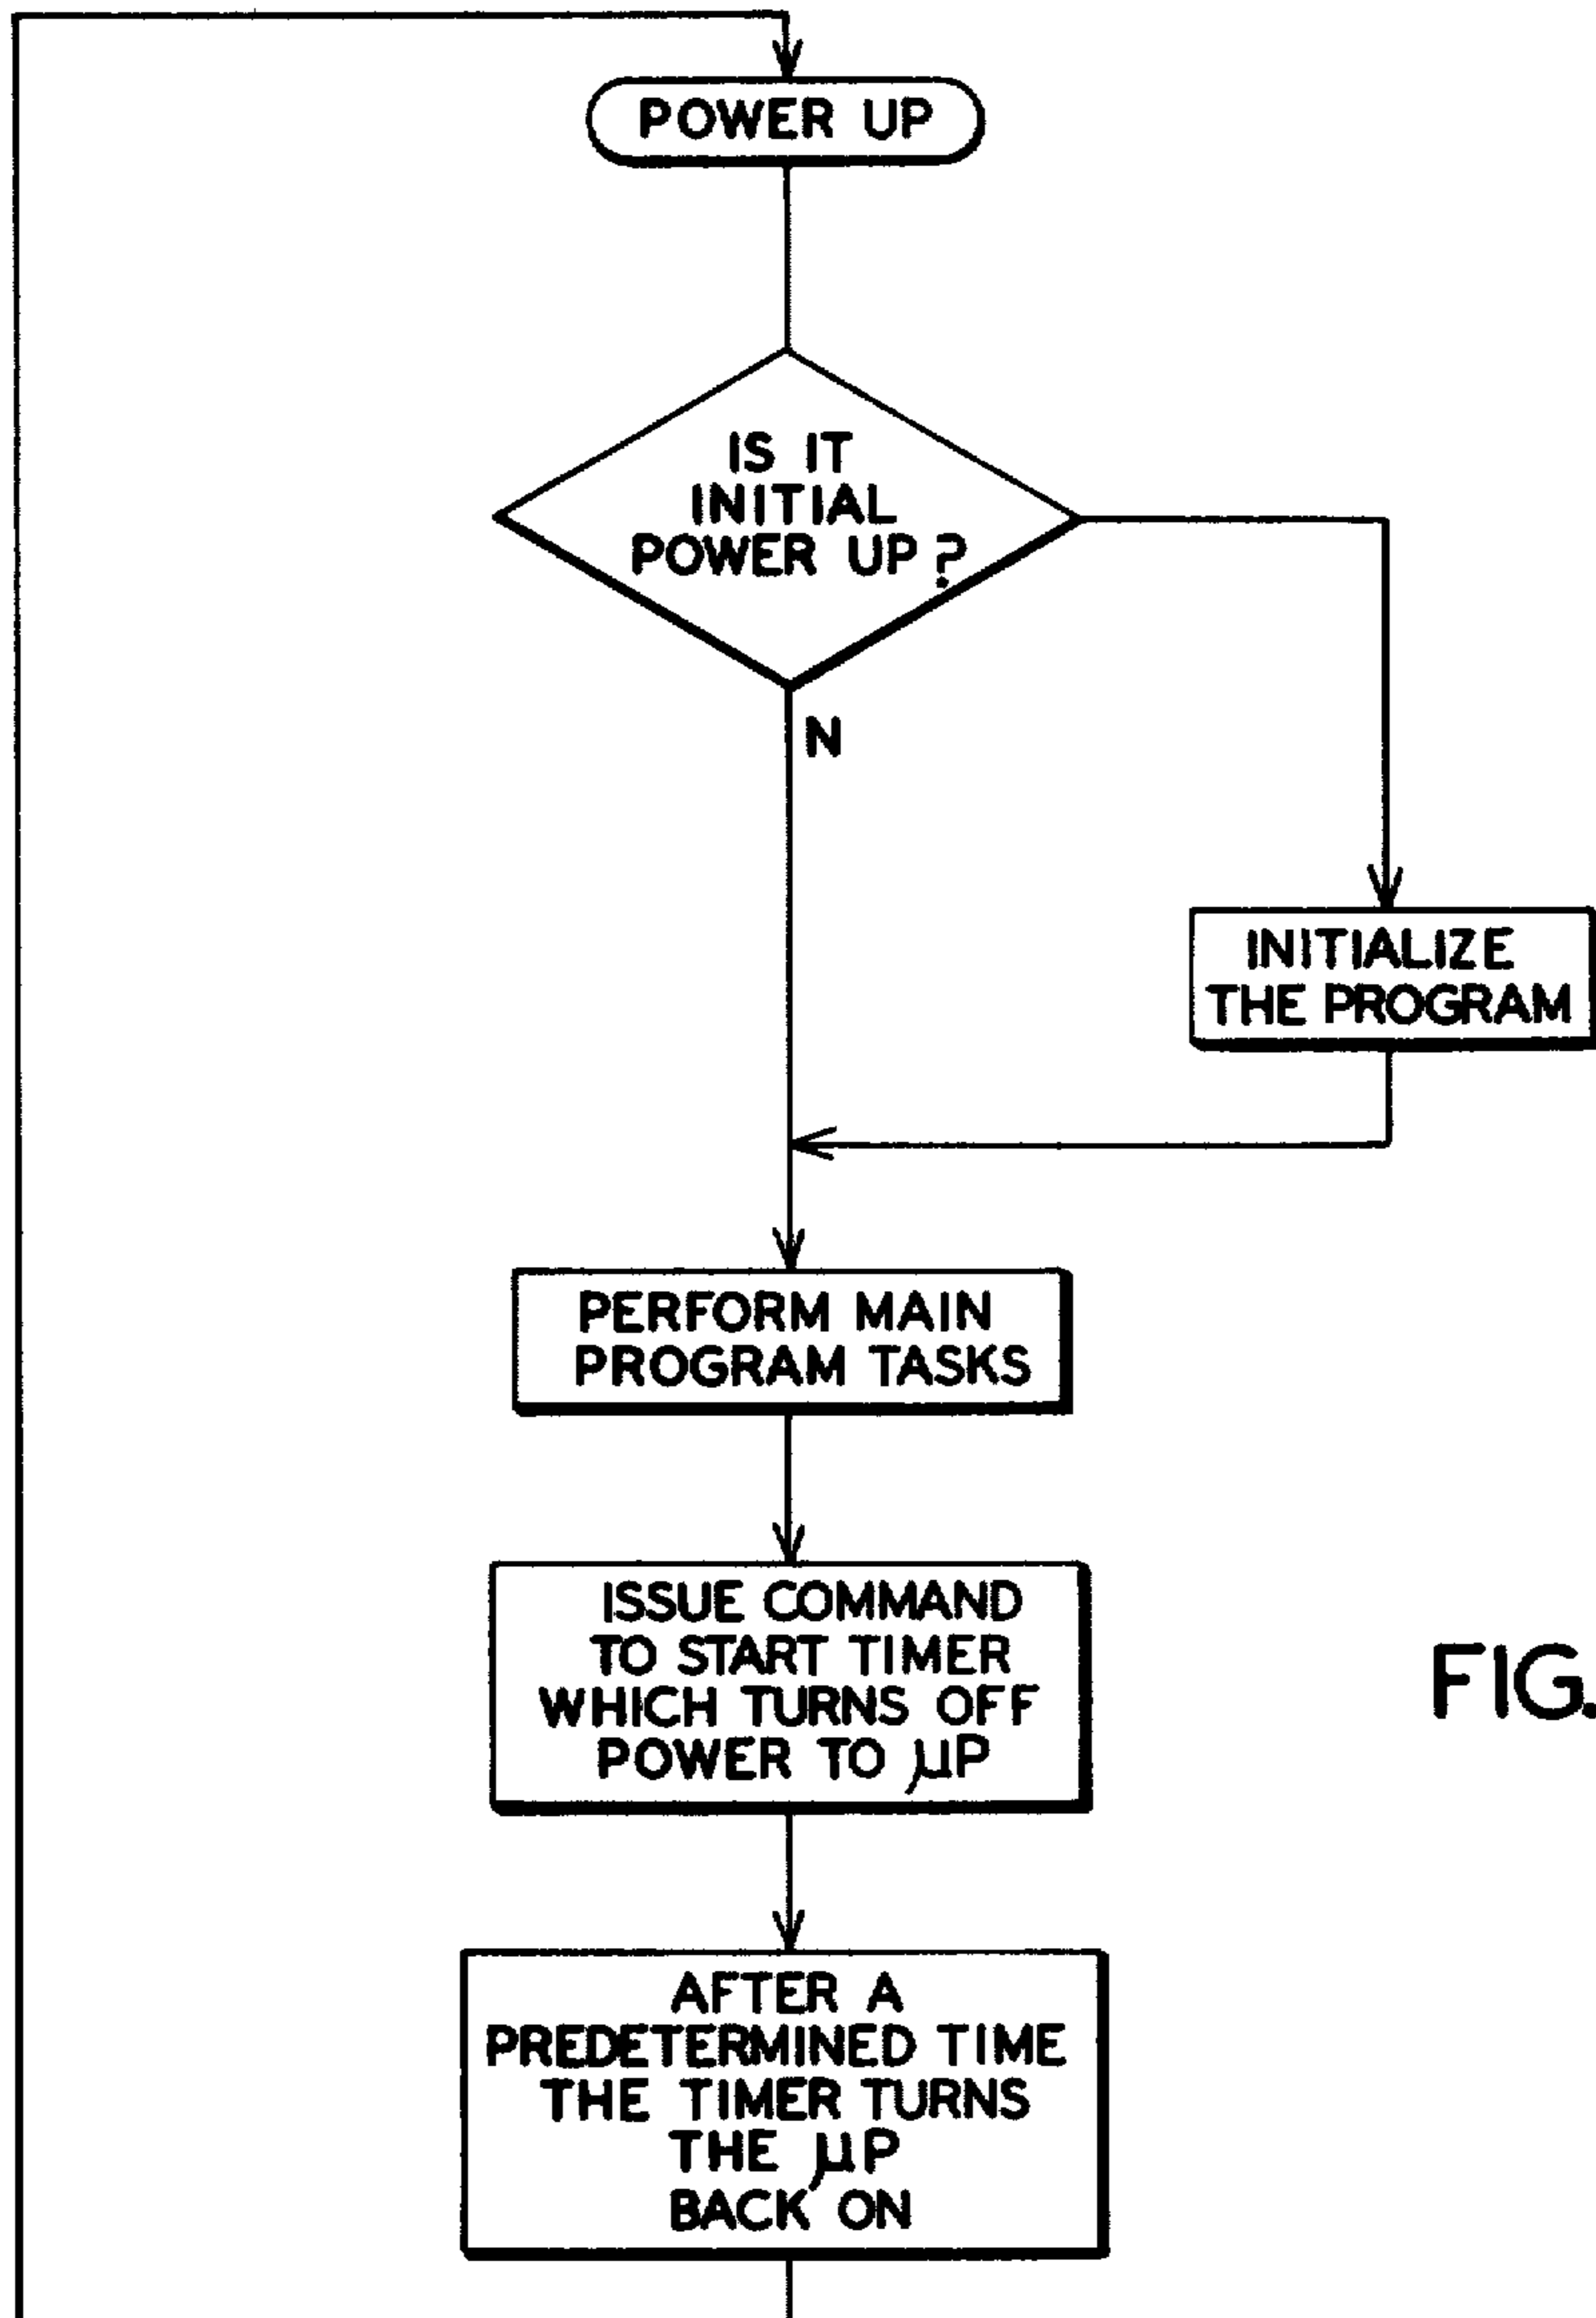 POWER UP
IS IT
INITIAL
POWER UP?
N
INITIALIZE
THE PROGRAM
PERFORM MAIN
PROGRAM TASKS
ISSUE COMMAND
TO START TIMER
WHICH TURNS OFF
POWER TO µP
FIG.
AFTER A
PREDETERMINED TIME
THE TIMER TURNS
THE µP
BACK ON